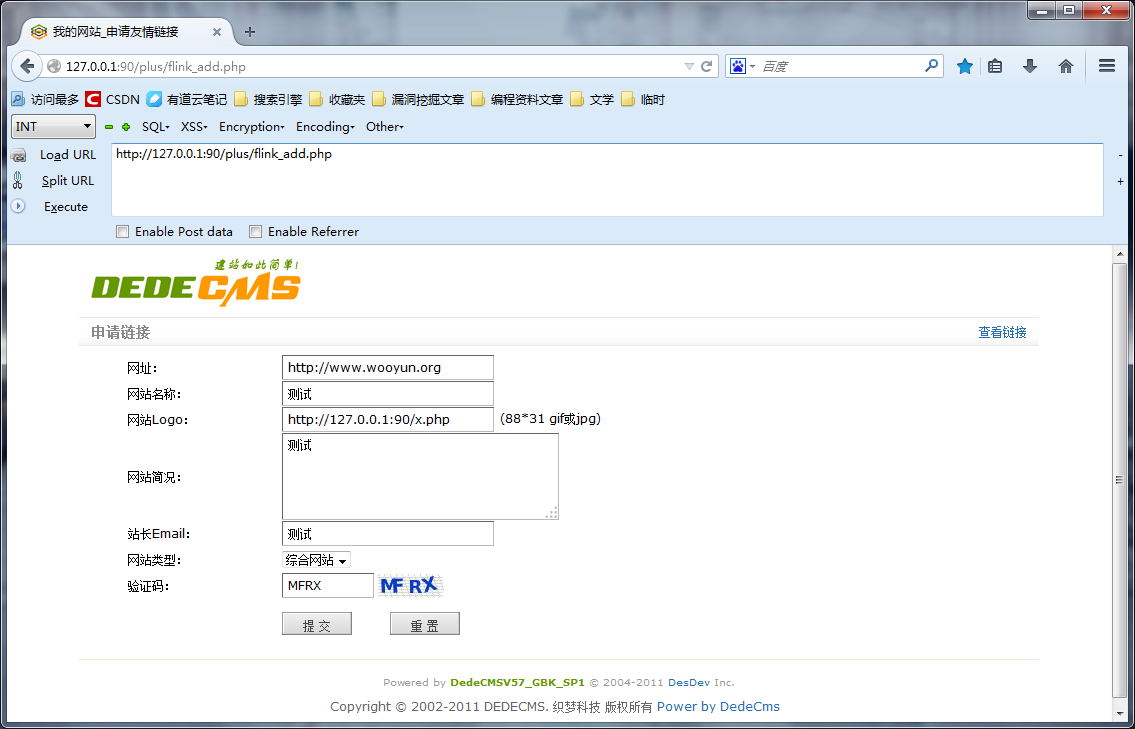 我的网站_申请友情链接
127.0.0.1:90/plus/flink_add.php
百度
访问最多 CSDN 有道云笔记 搜索引擎 收藏夹 漏洞挖掘文章 编程资料文章 文学 临时
INT SQL XSS Encryption Encoding Other
Load URL http://127.0.0.1:90/plus/flink_add.php
Split URL
Execute
Enable Post data Enable Referrer
建站如此简单!
DEDECMS
申请链接 查看链接
网址: http://www.wooyun.org
网站名称: 测试
网站Logo: http://127.0.0.1:90/x.php (88*31 gif或jpg)
网站简况: 测试
站长Email: 测试
网站类型: 综合网站
验证码: MFRX MFRX
提 交 重 置
Powered by DedeCMSV57_GBK_SP1 © 2004-2011 DesDev Inc.
Copyright © 2002-2011 DEDECMS. 织梦科技 版权所有 Power by DedeCms